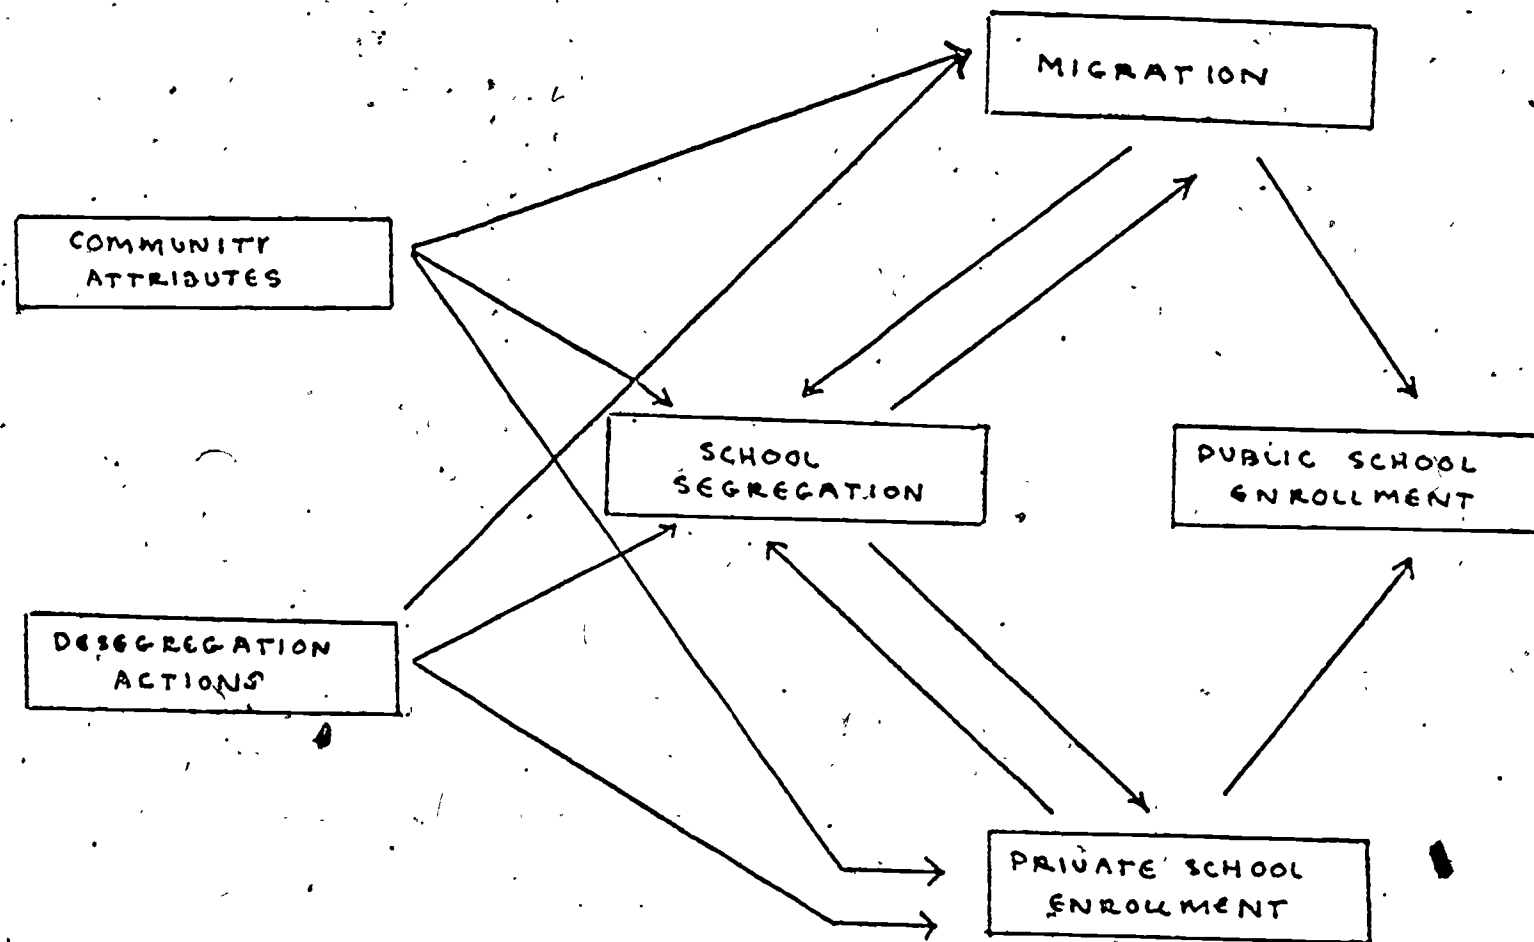 MIGRATION
COMMUNITY
ATTRIBUTES
SCHOOL
SEGREGATION
PUBLIC SCHOOL
ENROLLMENT
DESEGREGATION
ACTIONS
PRIVATE SCHOOL
ENROLLMENT